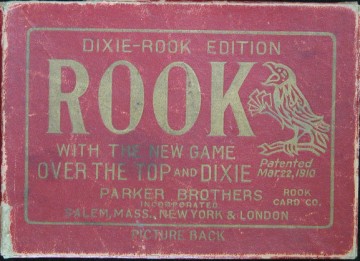 DIXIE-ROOK EDITION
ROOK
WITH THE NEW GAME
OVER THE TOP AND DIXIE
Patented
Mar. 22, 1910
PARKER BROTHERS
INCORPORATED
SALEM, MASS., NEW YORK & LONDON
ROOK
CARD CO.
PICTURE BACK